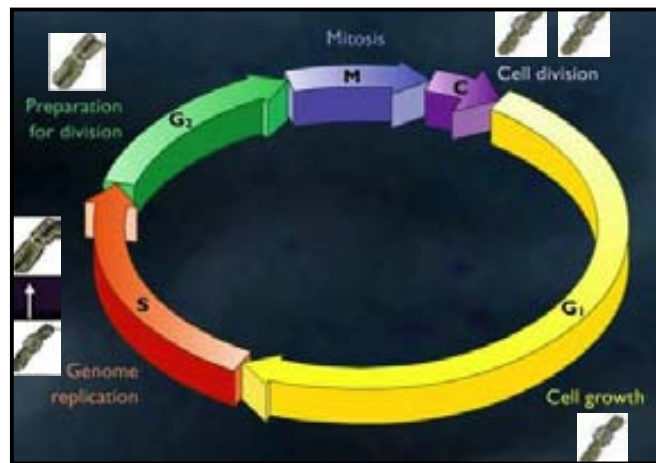 Mitosis
M
C
Cell division
Preparation
for division
G₂
G₁
S
Genome
replication
Cell growth